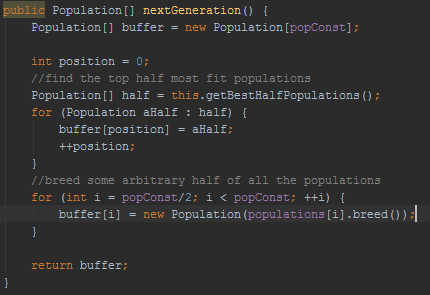 public Population[] nextGeneration() {
Population[] buffer = new Population[popConst];
int position = 0;
//find the top half most fit populations
Population[] half = this.getBestHalfPopulations();
for (Population aHalf : half) {
buffer[position] = aHalf;
++position;
}
//breed some arbitrary half of all the populations
for (int i = popConst/2; i < popConst; ++i) {
buffer[i] = new Population(populations[i].breed());
}
return buffer;
}